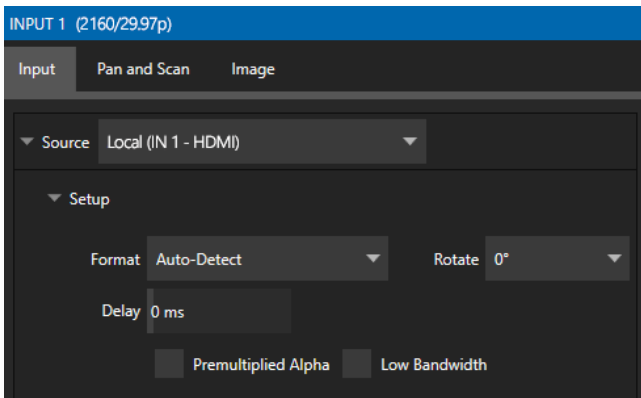 INPUT 1 (2160/29.97p)
Input Pan and Scan Image
Source Local (IN 1 - HDMI)
Setup
Format Auto-Detect Rotate 0°
Delay 0 ms
Premultiplied Alpha Low Bandwidth